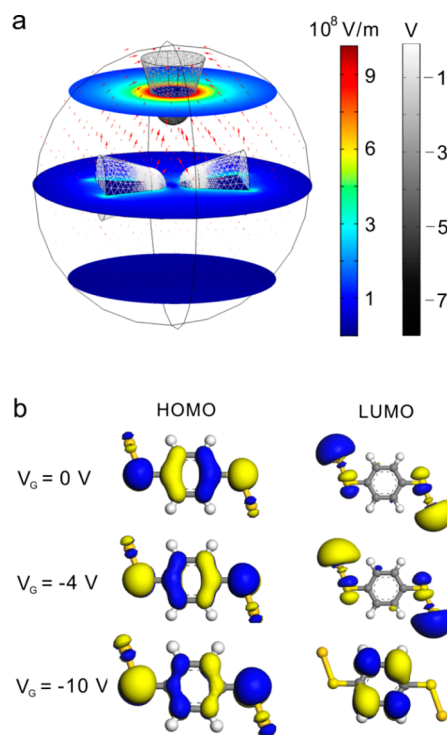 a
10⁸ V/m V
9
6
3
1
−1
−3
−5
−7
b
HOMO LUMO
V_G = 0 V
V_G = -4 V
V_G = -10 V